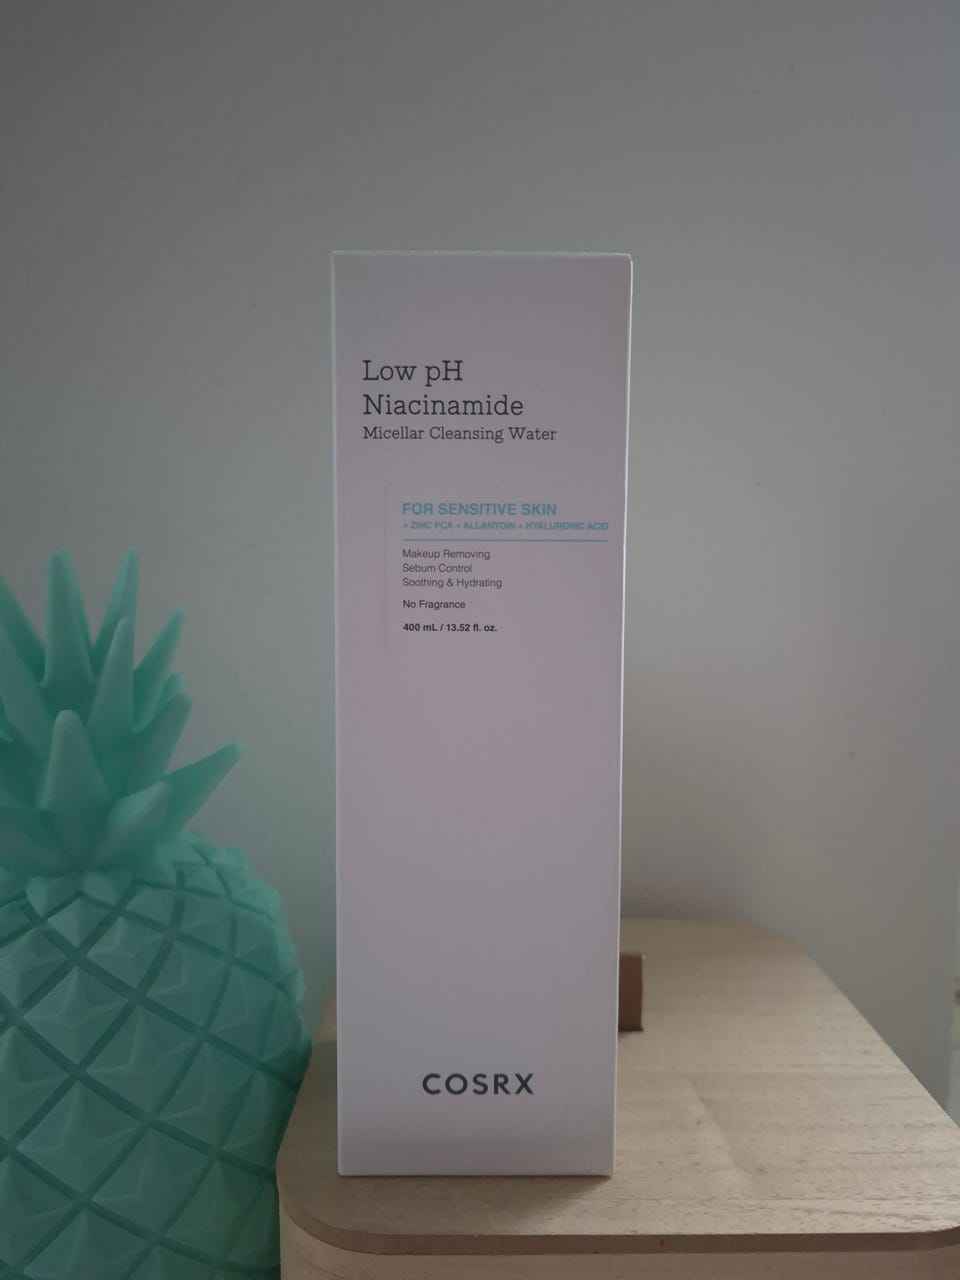 Low pH
Niacinamide
Micellar Cleansing Water
FOR SENSITIVE SKIN
+ ZINC PCA + ALLANTOIN + HYALURONIC ACID
Makeup Removing
Sebum Control
Soothing & Hydrating
No Fragrance
400 mL / 13.52 fl. oz.
COSRX